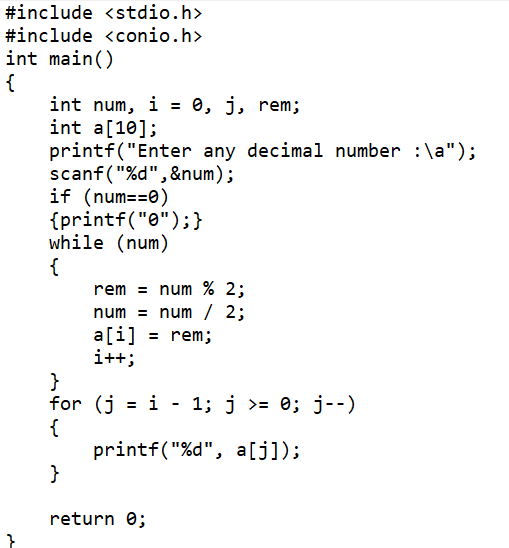 #include <stdio.h>
#include <conio.h>
int main()
{
    int num, i = 0, j, rem;
    int a[10];
    printf("Enter any decimal number :\a");
    scanf("%d",&num);
    if (num==0)
    {printf("0");}
    while (num)
    {
        rem = num % 2;
        num = num / 2;
        a[i] = rem;
        i++;
    }
    for (j = i - 1; j >= 0; j--)
    {
        printf("%d", a[j]);
    }

    return 0;
}